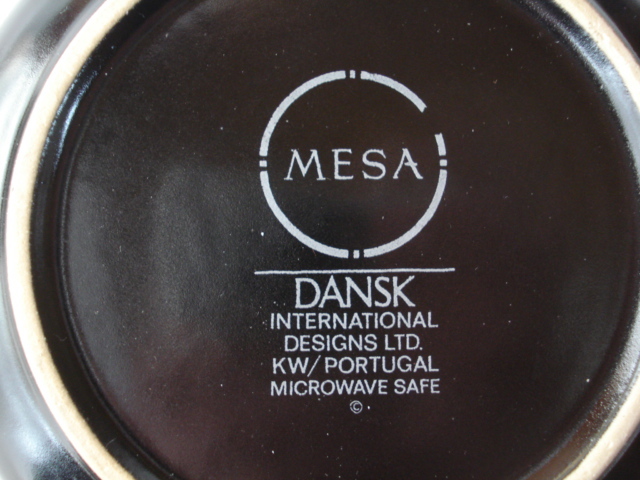 MESA
DANSK
INTERNATIONAL
DESIGNS LTD.
KW/PORTUGAL
MICROWAVE SAFE
©